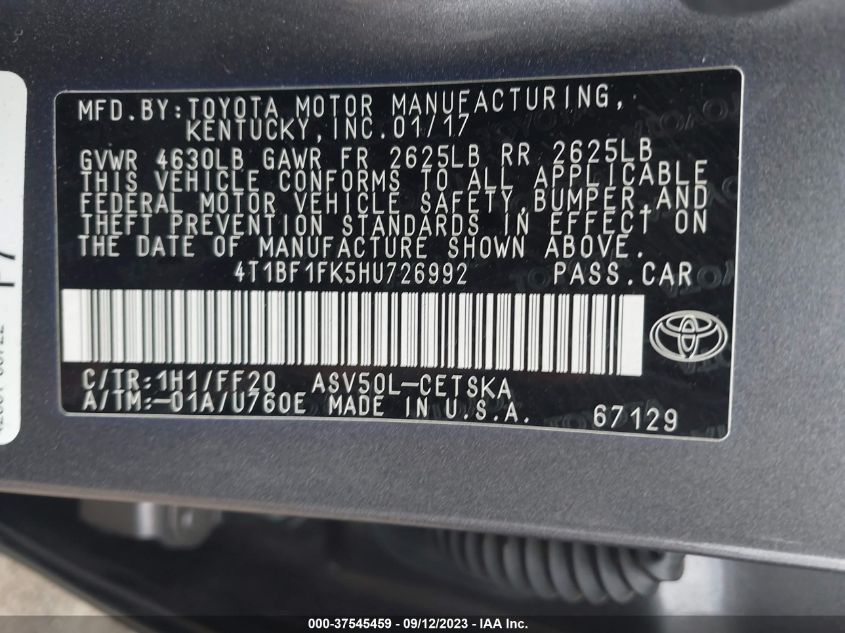 MFD.BY:TOYOTA MOTOR MANUFACTURING,
KENTUCKY,INC.01/17
GVWR 4630LB GAWR FR 2625LB RR 2625LB
THIS VEHICLE CONFORMS TO ALL APPLICABLE
FEDERAL MOTOR VEHICLE SAFETY,BUMPER,AND
THEFT PREVENTION STANDARDS IN EFFECT ON
THE DATE OF MANUFACTURE SHOWN ABOVE.
4T1BF1FK5HU726992 PASS.CAR
C/TR:1H1/FF20 ASV50L-CETSKA
A/TM:-01A/U760E MADE IN U.S.A. 67129
000-37545459 - 09/12/2023 - IAA Inc.